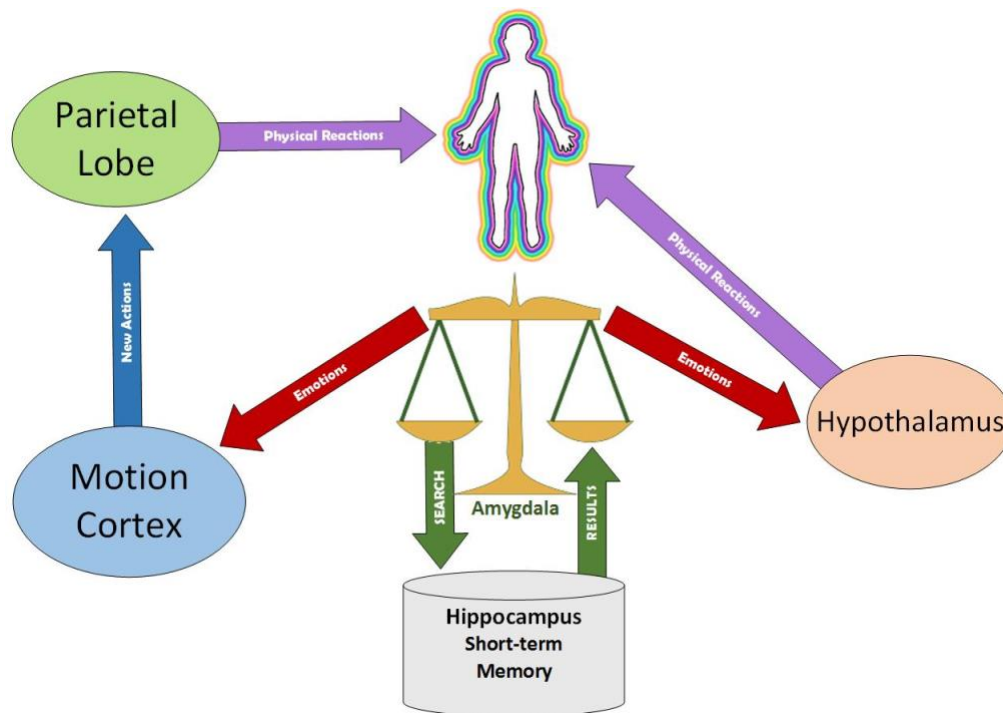 Parietal
Lobe
Physical Reactions
Physical Reactions
New Actions
Emotions
Emotions
Hypothalamus
Motion
Cortex
SEARCH
Amygdala
RESULTS
Hippocampus
Short-term
Memory